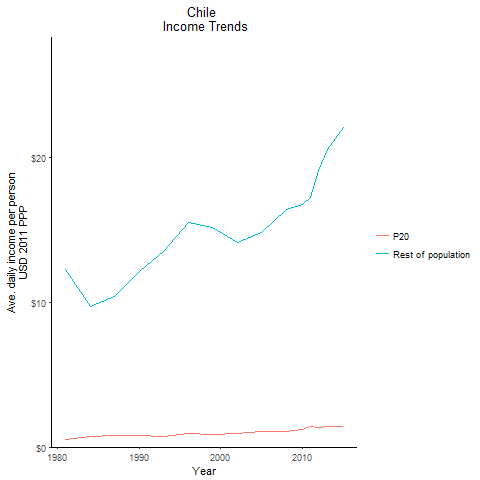 Chile
Income Trends
Ave. daily income per person
USD 2011 PPP
$20
$10
$0
1980
1990
2000
2010
Year
P20
Rest of population